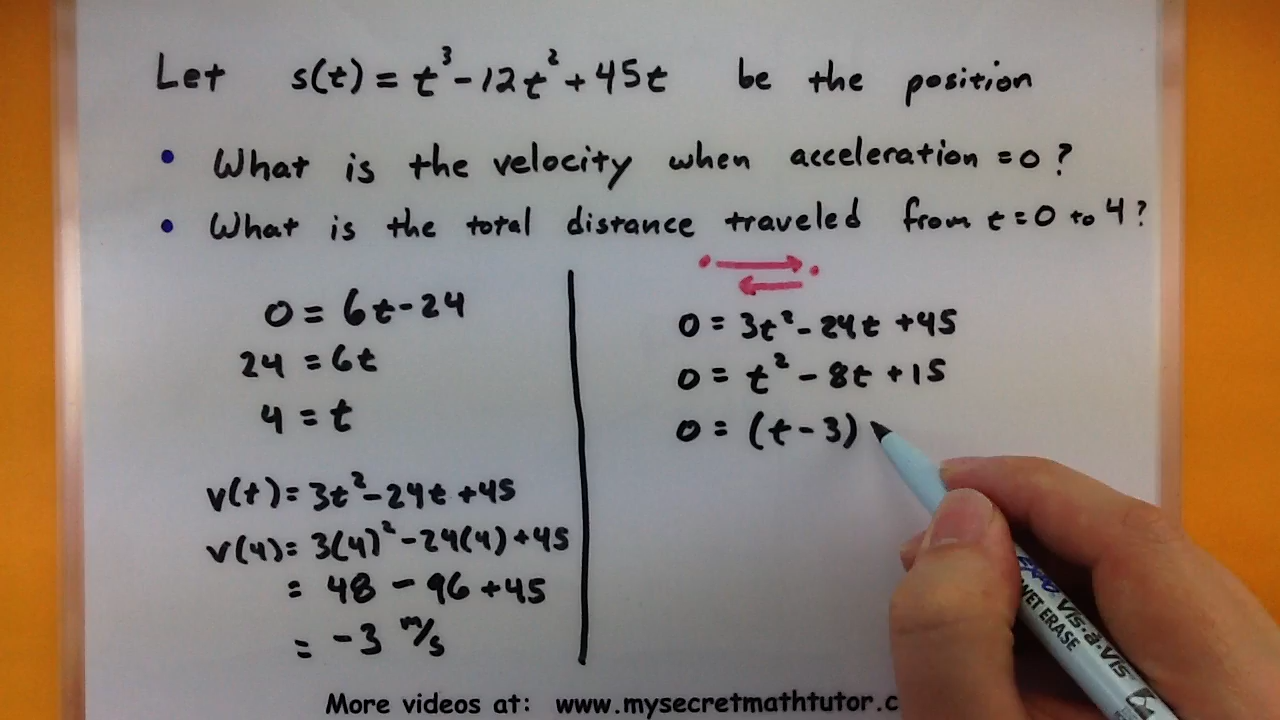 Let s(t) = t³ - 12t² + 45t be the position
• What is the velocity when acceleration = 0 ?
• What is the total distance traveled from t = 0 to 4 ?
0 = 6t - 24
24 = 6t
4 = t
v(t) = 3t² - 24t + 45
v(4) = 3(4)² - 24(4) + 45
= 48 - 96 + 45
= -3 m/s
0 = 3t² - 24t + 45
0 = t² - 8t + 15
0 = (t - 3)
EXPO Vis-à-Vis
WET ERASE
More videos at: www.mysecretmathtutor.c